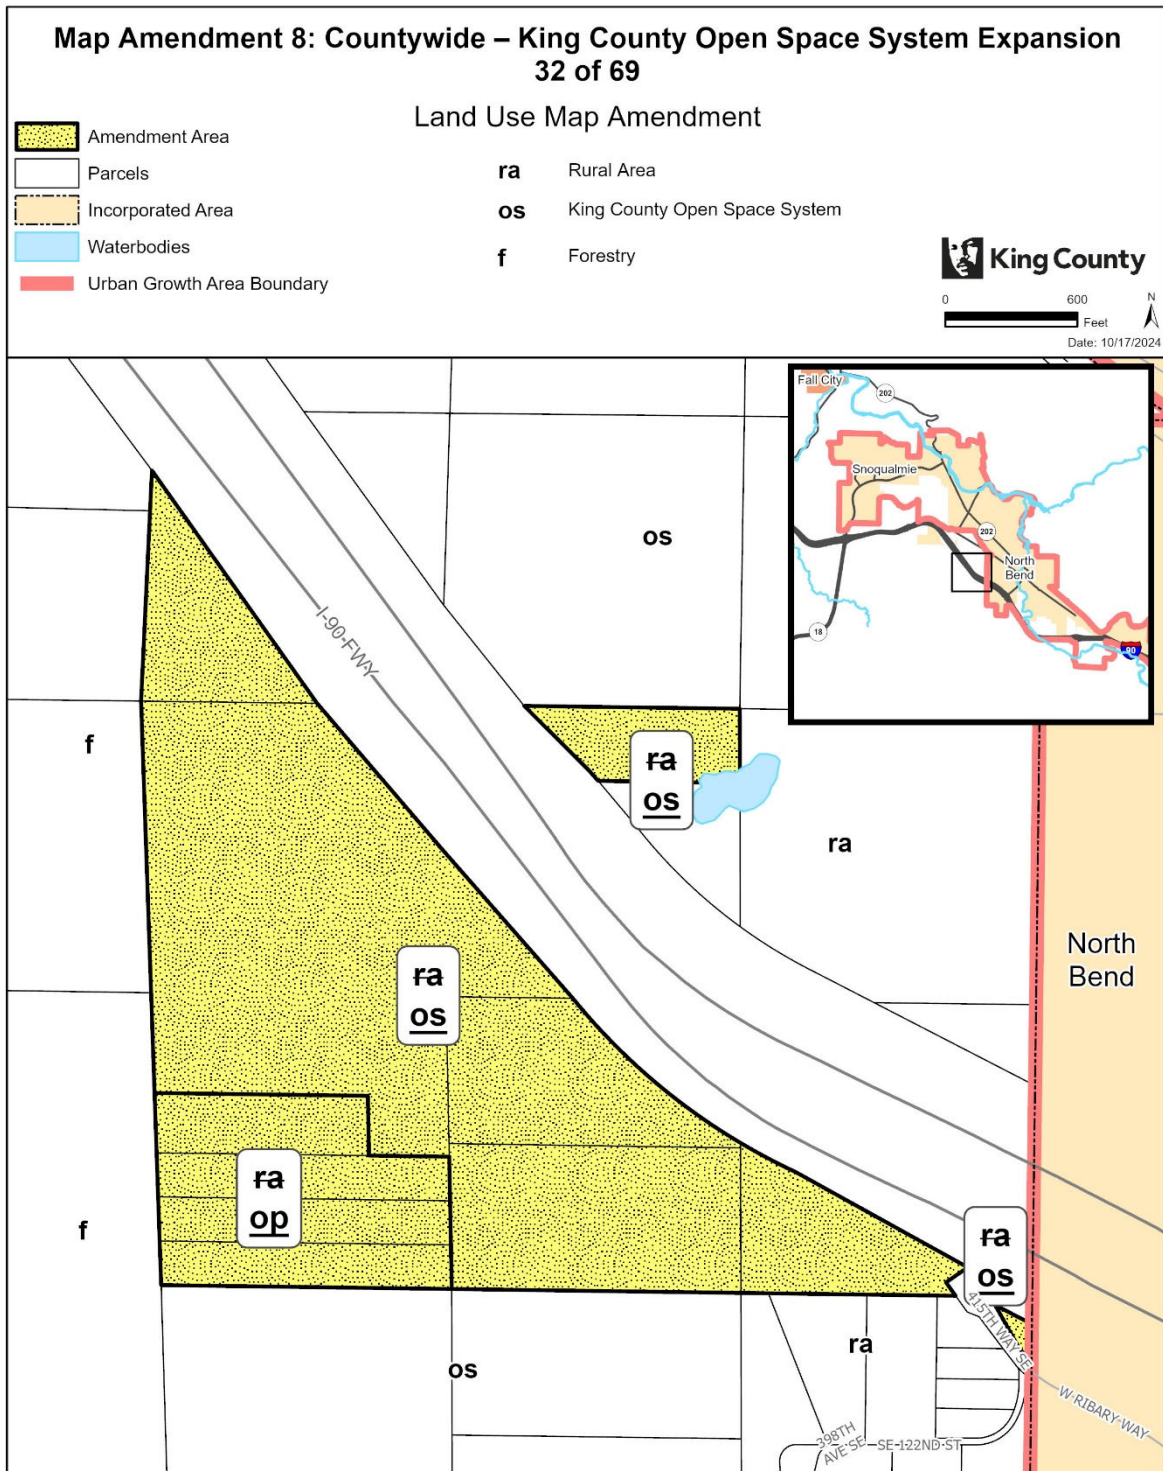 Map Amendment 8: Countywide – King County Open Space System Expansion
32 of 69
Land Use Map Amendment
Amendment Area
Parcels
Incorporated Area
Waterbodies
Urban Growth Area Boundary
ra Rural Area
os King County Open Space System
f Forestry
King County
0 600
Feet
N
Date: 10/17/2024
Fall City
202
Snoqualmie
202
North
Bend
18
90
os
I-90-FWY
f
ra
os
ra
North
Bend
ra
os
ra
op
f
ra
os
415TH WAY SE
ra
os
W-RIBARY-WAY
398TH
AVE SE
SE-122ND-ST